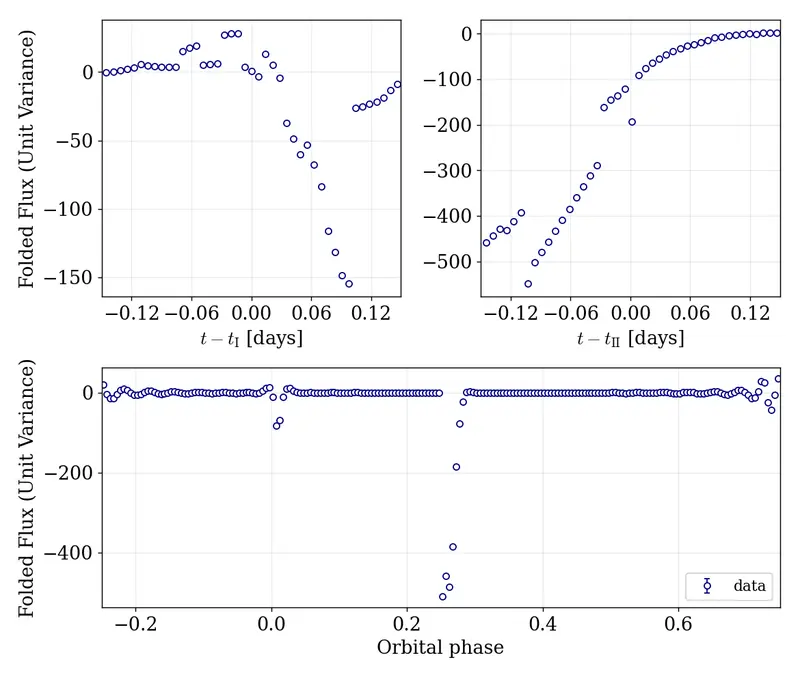 Folded Flux (Unit Variance)
0
−50
−100
−150
−0.12 −0.06 0.00 0.06 0.12
t − tI [days]
0
−100
−200
−300
−400
−500
−0.12 −0.06 0.00 0.06 0.12
t − tII [days]
Folded Flux (Unit Variance)
0
−200
−400
−0.2 0.0 0.2 0.4 0.6
Orbital phase
data